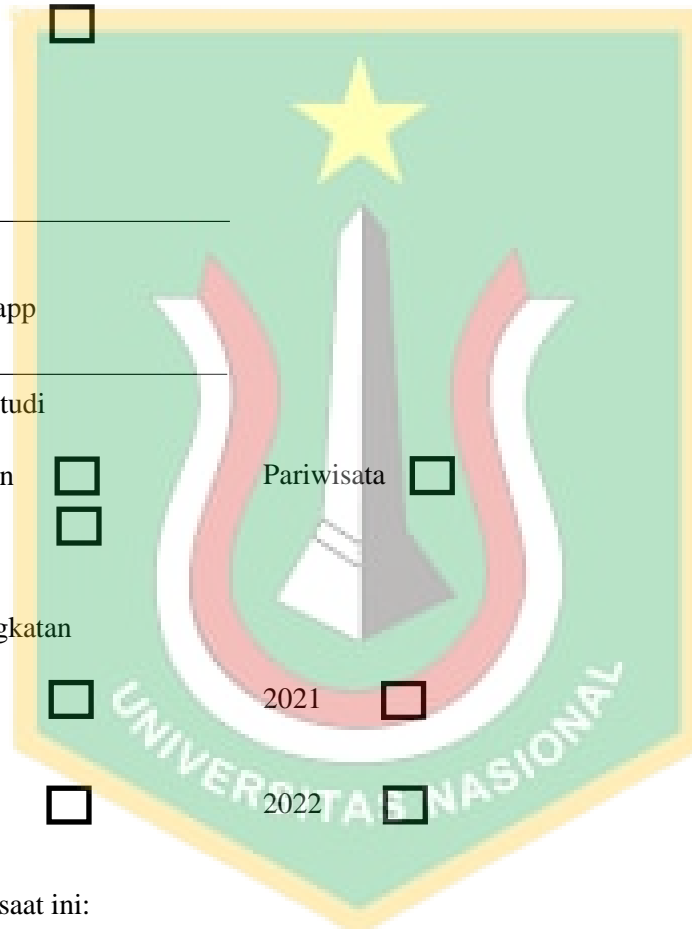 app
tudi
n Pariwisata
gkatan
2021
2022
saat ini:
UNIVERSITAS NASIONAL